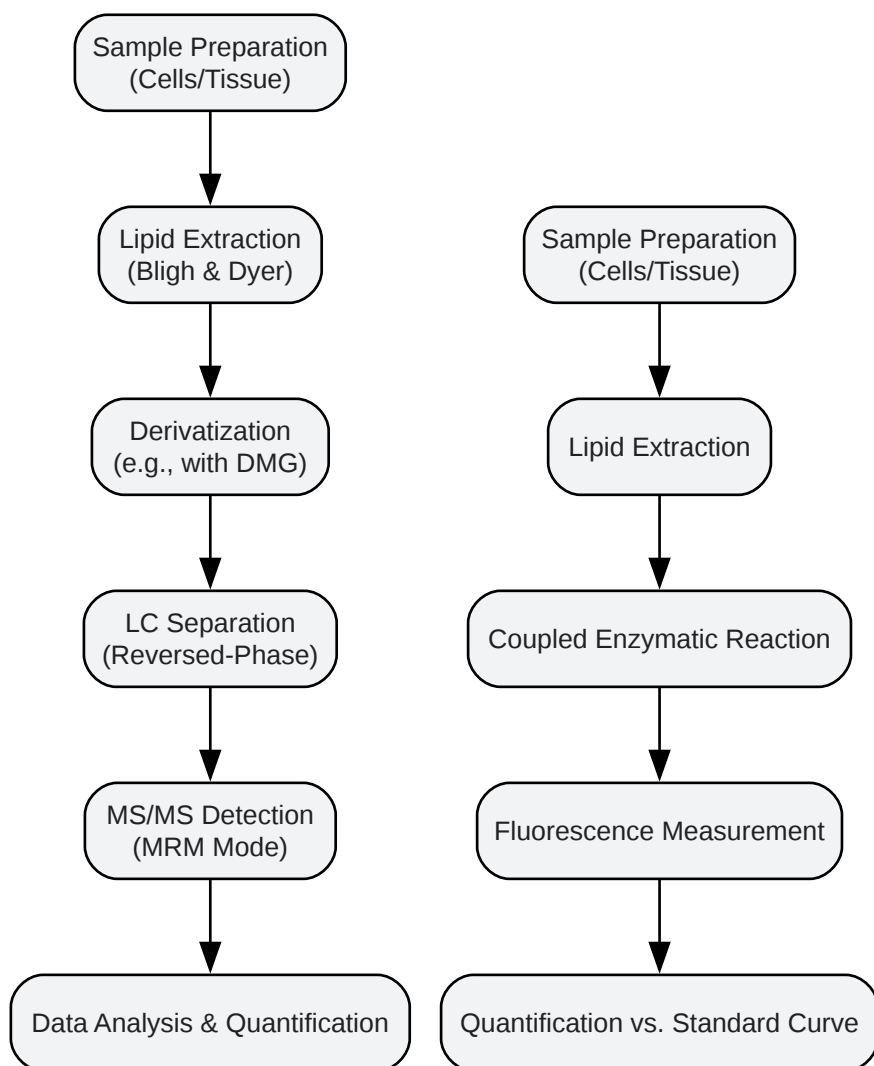 Sample Preparation
(Cells/Tissue)
Lipid Extraction
(Bligh & Dyer)
Derivatization
(e.g., with DMG)
LC Separation
(Reversed-Phase)
MS/MS Detection
(MRM Mode)
Data Analysis & Quantification
Sample Preparation
(Cells/Tissue)
Lipid Extraction
Coupled Enzymatic Reaction
Fluorescence Measurement
Quantification vs. Standard Curve